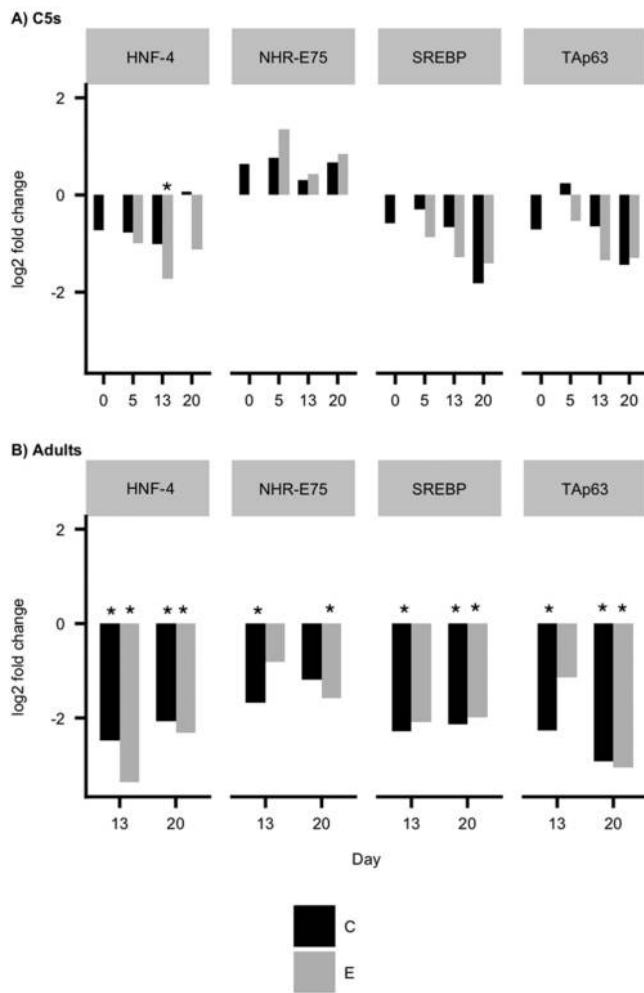 A) C5s
HNF-4 NHR-E75 SREBP TAp63
2
0
-2
log2 fold change
*
0 5 13 20 0 5 13 20 0 5 13 20 0 5 13 20
B) Adults
HNF-4 NHR-E75 SREBP TAp63
2
* * * * * * * * * * *
0
-2
log2 fold change
13 20 13 20 13 20 13 20
Day
C
E